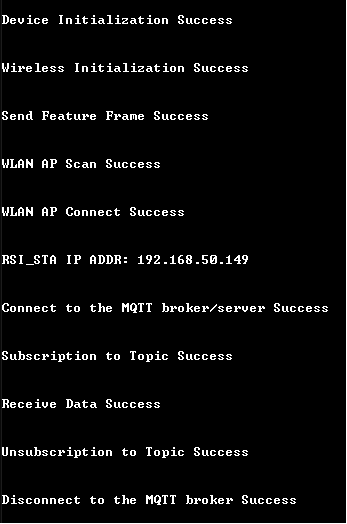 Device Initialization Success
Wireless Initialization Success
Send Feature Frame Success
WLAN AP Scan Success
WLAN AP Connect Success
RSI_STA IP ADDR: 192.168.50.149
Connect to the MQTT broker/server Success
Subscription to Topic Success
Receive Data Success
Unsubscription to Topic Success
Disconnect to the MQTT broker Success